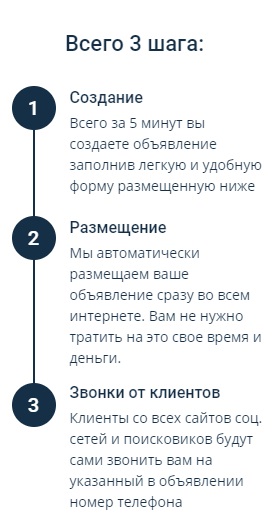 Всего 3 шага:
1
Создание
Всего за 5 минут вы
создаете объявление
заполнив легкую и удобную
форму размещенную ниже
2
Размещение
Мы автоматически
размещаем ваше
объявление сразу во всем
интернете. Вам не нужно
тратить на это свое время и
деньги.
3
Звонки от клиентов
Клиенты со всех сайтов соц.
сетей и поисковиков будут
сами звонить вам на
указанный в объявлении
номер телефона